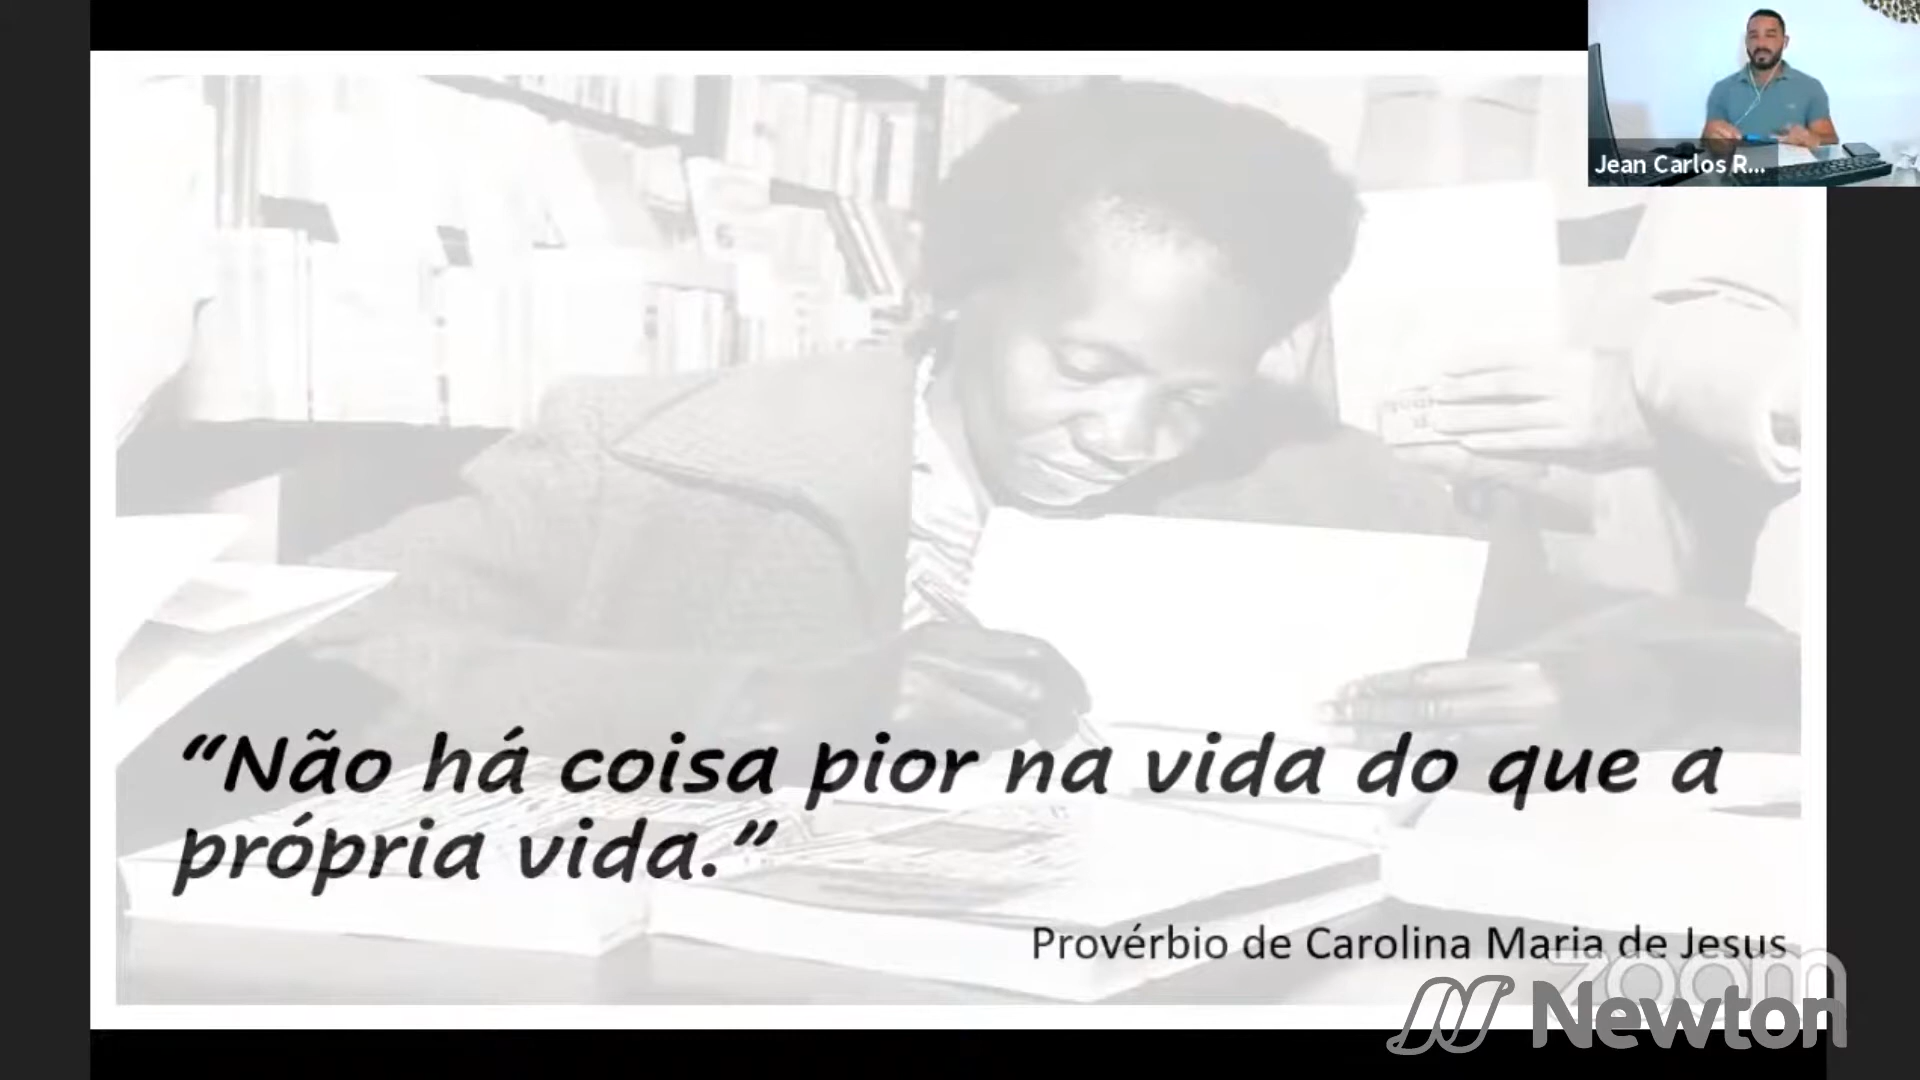 Jean Carlos R...
“Não há coisa pior na vida do que a
própria vida.”
Provérbio de Carolina Maria de Jesus
zoom
Newton